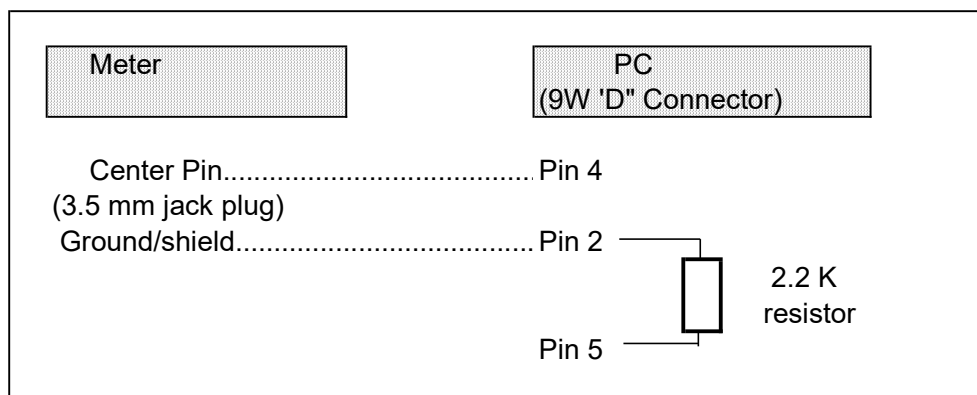 Meter
PC
(9W 'D" Connector)
Center Pin....................................... Pin 4
(3.5 mm jack plug)
Ground/shield..................................... Pin 2
2.2 K
resistor
Pin 5